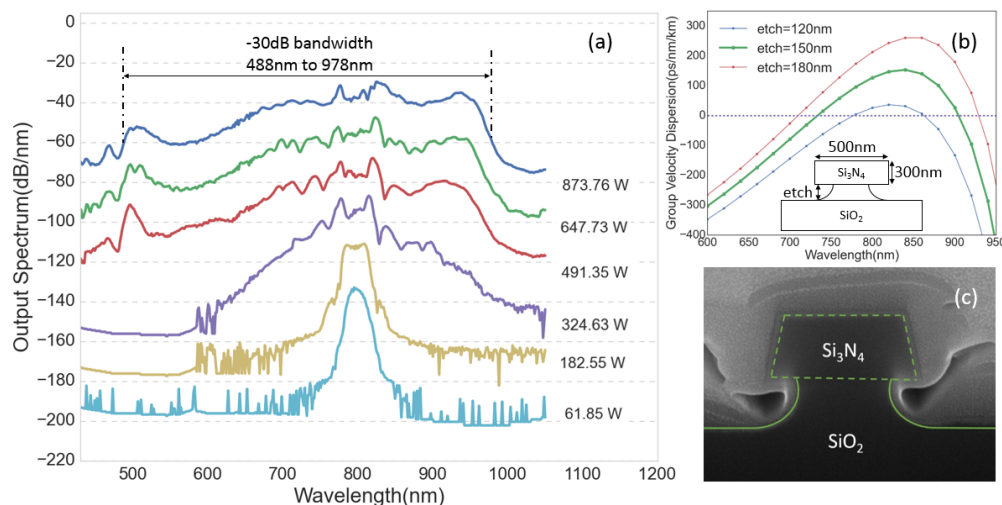 (a)
-30dB bandwidth
488nm to 978nm
0
−20
−40
−60
−80
−100
−120
−140
−160
−180
−200
−220
Output Spectrum(dB/nm)
873.76 W
647.73 W
491.35 W
324.63 W
182.55 W
61.85 W
500 600 700 800 900 1000 1100 1200
Wavelength(nm)
(b)
etch=120nm
etch=150nm
etch=180nm
300
200
100
0
−100
−200
−300
−400
Group Velocity Dispersion(ps/nm/km)
500nm
Si3N4
300nm
etch
SiO2
600 650 700 750 800 850 900 950
Wavelength(nm)
(c)
Si3N4
SiO2